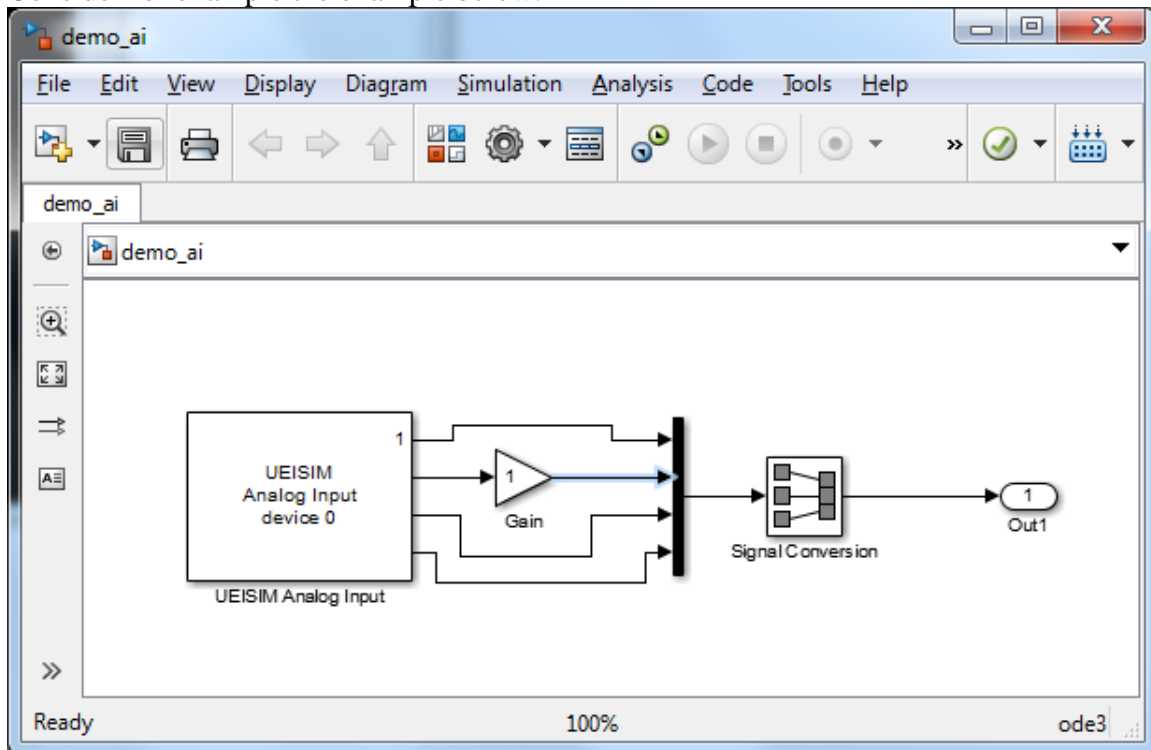 demo_ai
File Edit View Display Diagram Simulation Analysis Code Tools Help
demo_ai
demo_ai
1
UEISIM
Analog Input
device 0
UEISIM Analog Input
1
Gain
Signal Conversion
1
Out1
Ready 100% ode3